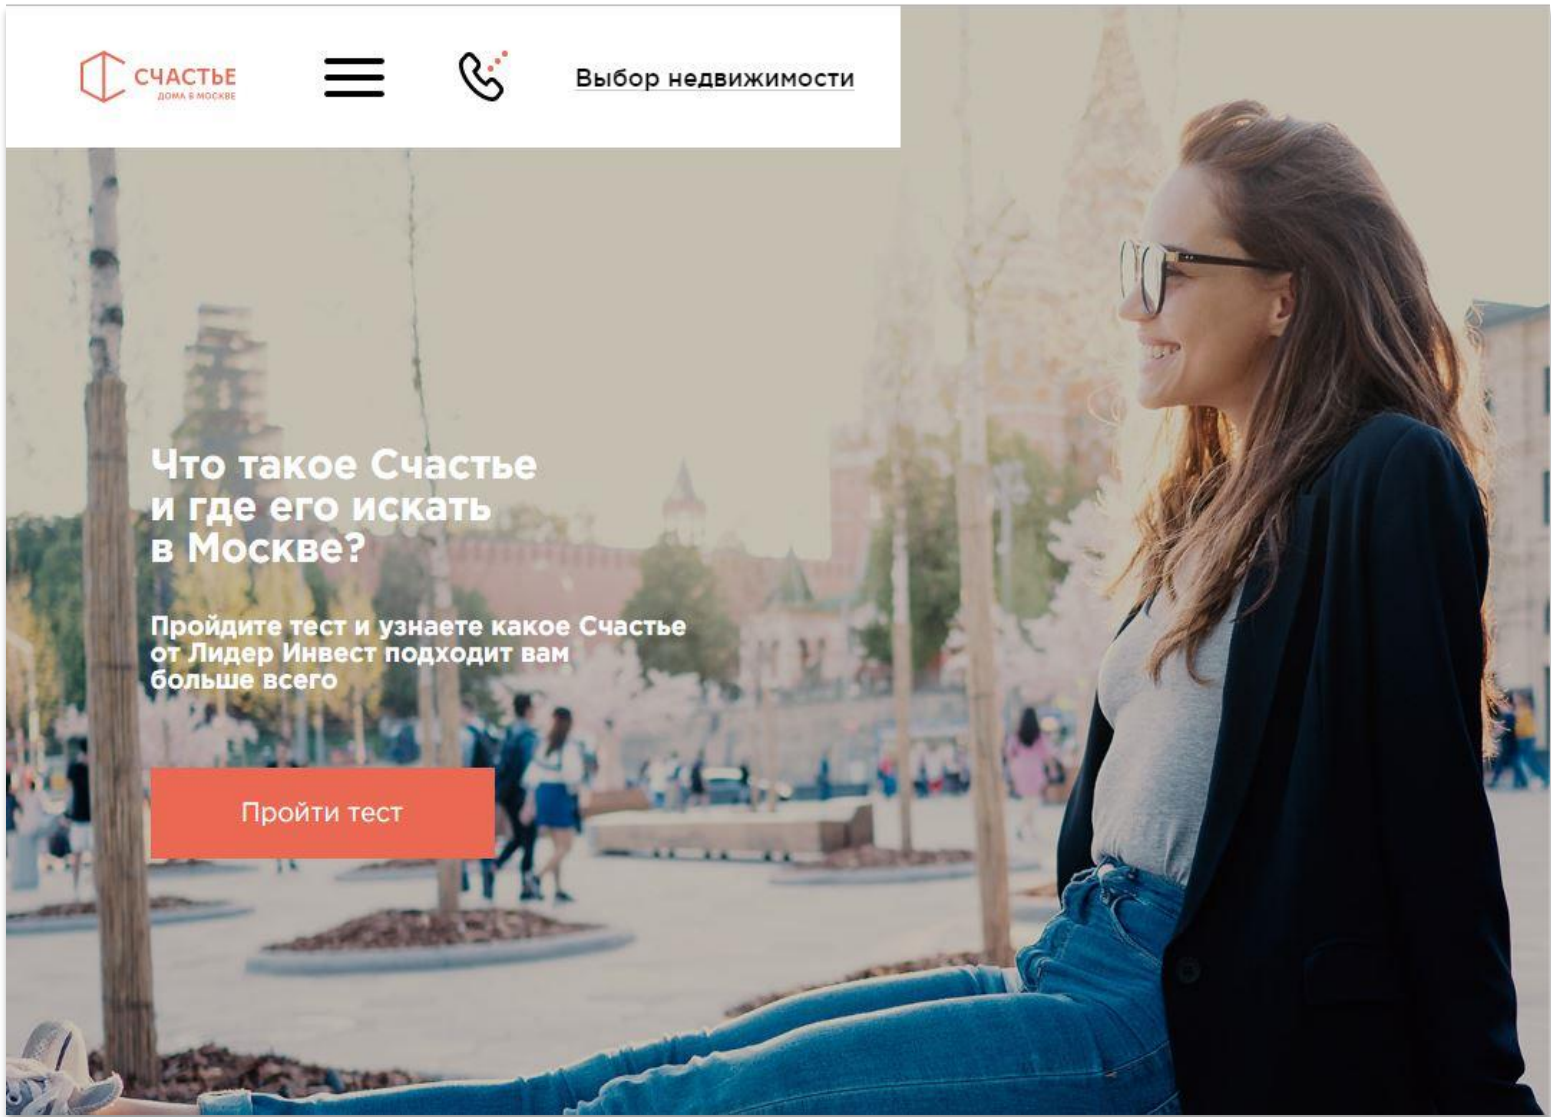 СЧАСТЬЕ
ДОМА В МОСКВЕ
Выбор недвижимости
Что такое Счастье
и где его искать
в Москве?
Пройдите тест и узнаете какое Счастье
от Лидер Инвест подходит вам
больше всего
Пройти тест